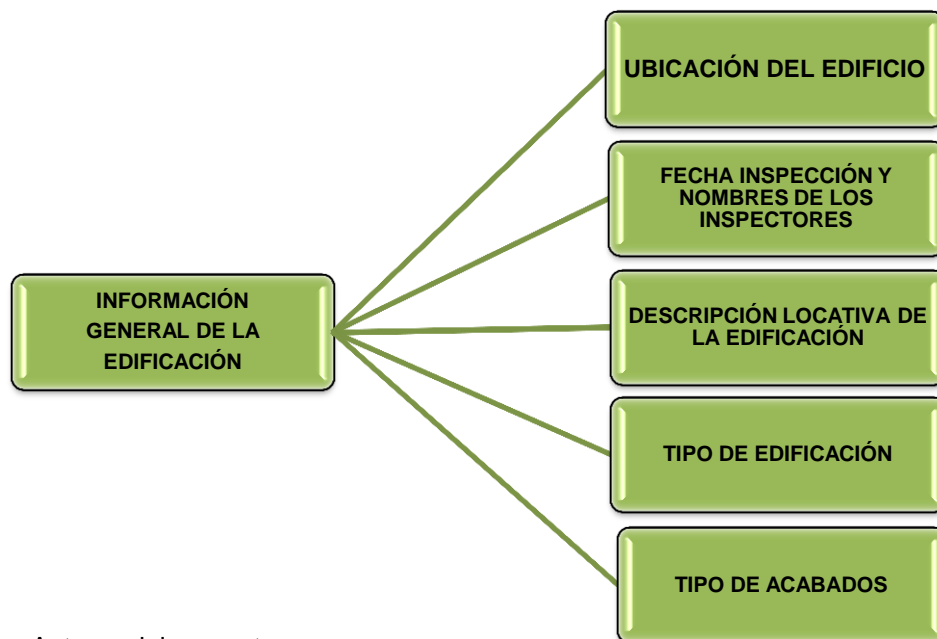 UBICACIÓN DEL EDIFICIO
FECHA INSPECCIÓN Y
NOMBRES DE LOS
INSPECTORES
INFORMACIÓN
GENERAL DE LA
EDIFICACIÓN
DESCRIPCIÓN LOCATIVA DE
LA EDIFICACIÓN
TIPO DE EDIFICACIÓN
TIPO DE ACABADOS